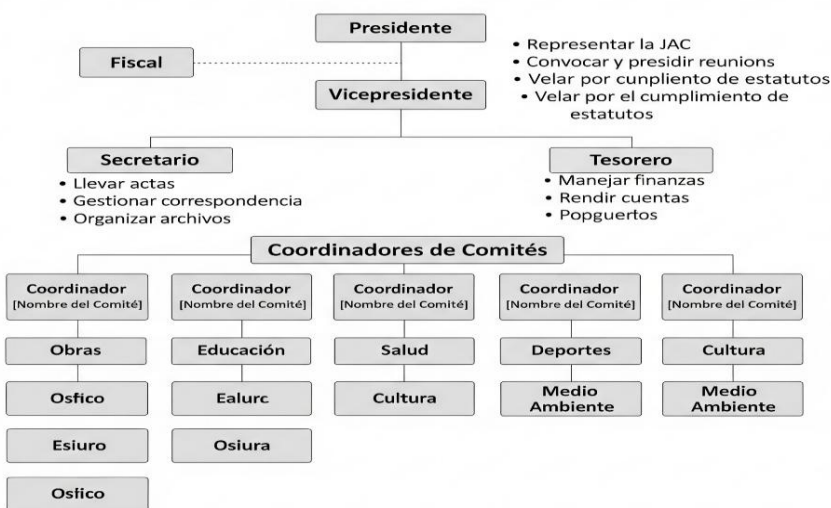 Presidente
Fiscal
• Representar la JAC
• Convocar y presidir reunions
• Velar por cunpliento de estatutos
• Velar por el cumplimiento de
estatutos
Vicepresidente
Secretario
• Llevar actas
• Gestionar correspondencia
• Organizar archivos
Tesorero
• Manejar finanzas
• Rendir cuentas
• Popguertos
Coordinadores de Comités
Coordinador
[Nombre del Comité]
Coordinador
[Nombre del Comité]
Coordinador
[Nombre del Comité]
Coordinador
[Nombre del Comité]
Coordinador
[Nombre del Comité]
Obras
Educación
Salud
Deportes
Cultura
Osfico
Ealurc
Cultura
Medio
Ambiente
Medio
Ambiente
Esiuro
Osiura
Osfico